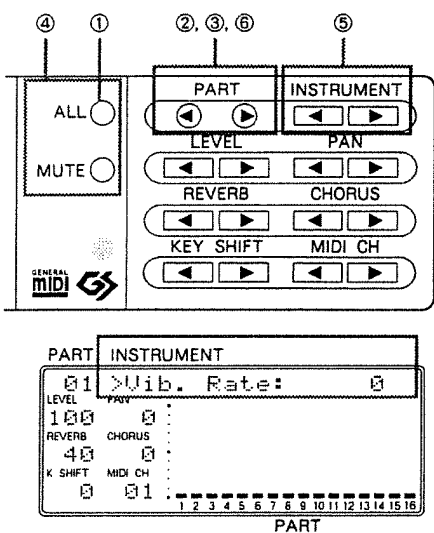 ④ ① ②, ③, ⑥ ⑤
PART INSTRUMENT
ALL
LEVEL PAN
MUTE
REVERB CHORUS
KEY SHIFT MIDI CH
GENERAL
MIDI GS
PART INSTRUMENT
01 >Vib. Rate: 0
LEVEL PAN
100 0
REVERB CHORUS
40 0
K SHIFT MIDI CH
0 01
1 2 3 4 5 6 7 8 9 10 11 12 13 14 15 16
PART